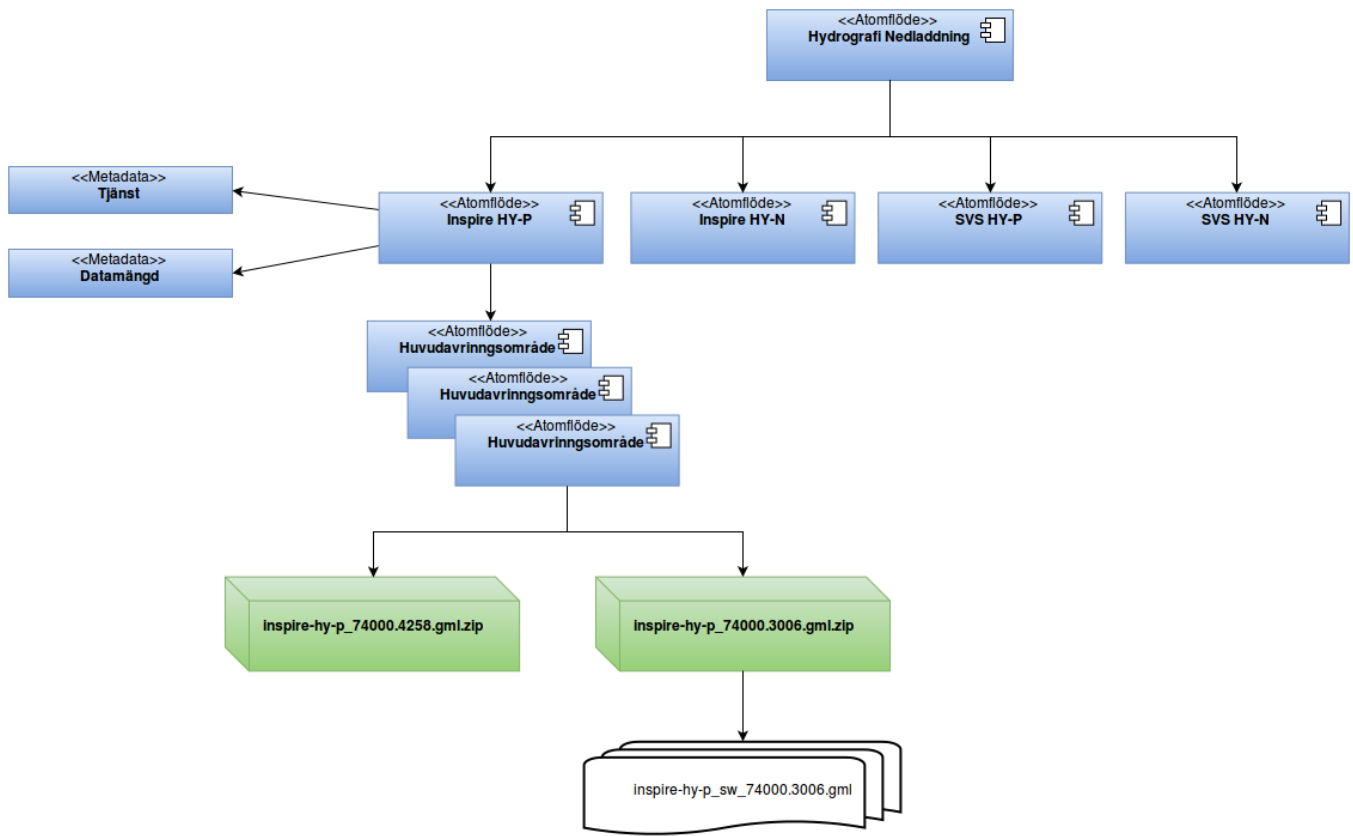 <<Atomflöde>>
Hydrografi Nedladdning
<<Metadata>>
Tjänst
<<Atomflöde>>
Inspire HY-P
<<Atomflöde>>
Inspire HY-N
<<Atomflöde>>
SVS HY-P
<<Atomflöde>>
SVS HY-N
<<Metadata>>
Datamängd
<<Atomflöde>>
Huvudavrinngsområde
<<Atomflöde>>
Huvudavrinngsområde
<<Atomflöde>>
Huvudavrinngsområde
inspire-hy-p_74000.4258.gml.zip
inspire-hy-p_74000.3006.gml.zip
inspire-hy-p_sw_74000.3006.gml